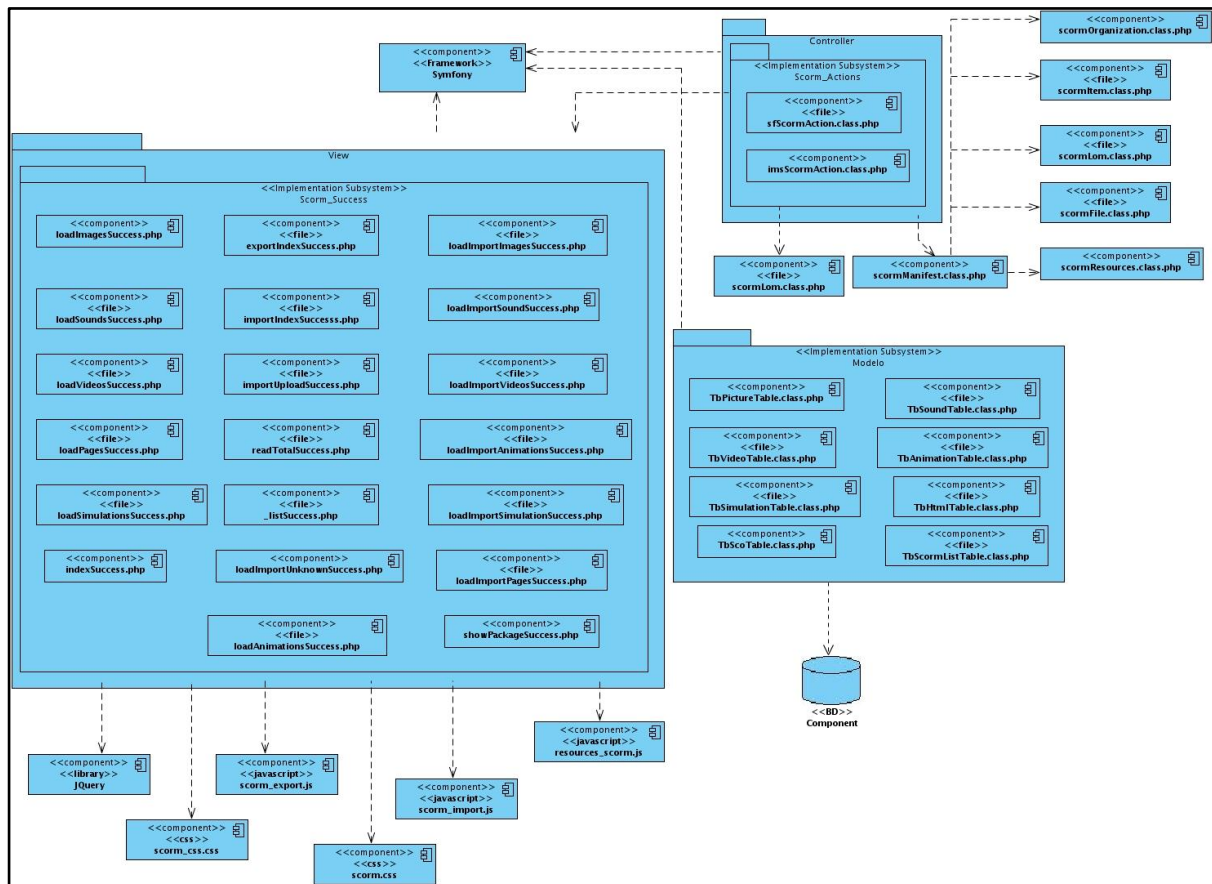 <<component>>
<<Framework>>
Symfony
Controller
<<Implementation Subsystem>>
Scorm_Actions
<<component>>
<<file>>
sfScormAction.class.php
<<component>>
imsScormAction.class.php
<<component>>
scormOrganization.class.php
<<component>>
<<file>>
scormItem.class.php
<<component>>
<<file>>
scormLom.class.php
<<component>>
<<file>>
scormFile.class.php
<<component>>
scormResources.class.php
<<component>>
<<file>>
scormLom.class.php
<<component>>
scormManifest.class.php
View
<<Implementation Subsystem>>
Scorm_Success
<<component>>
loadImagesSuccess.php
<<component>>
<<file>>
exportIndexSuccess.php
<<component>>
<<file>>
loadImportImagesSuccess.php
<<component>>
<<file>>
loadSoundsSuccess.php
<<component>>
<<file>>
importIndexSuccesss.php
<<component>>
loadImportSoundSuccess.php
<<component>>
<<file>>
loadVideosSuccess.php
<<component>>
<<file>>
importUploadSuccess.php
<<component>>
<<file>>
loadImportVideosSuccess.php
<<component>>
<<file>>
loadPagesSuccess.php
<<component>>
<<file>>
readTotalSuccess.php
<<component>>
<<file>>
loadImportAnimationsSuccess.php
<<component>>
<<file>>
loadSimulationsSuccess.php
<<component>>
<<file>>
_listSuccess.php
<<component>>
<<file>>
loadImportSimulationSuccess.php
<<component>>
indexSuccess.php
<<component>>
loadImportUnknownSuccess.php
<<component>>
<<file>>
loadImportPagesSuccess.php
<<component>>
<<file>>
loadAnimationsSuccess.php
<<component>>
showPackageSuccess.php
<<Implementation Subsystem>>
Modelo
<<component>>
TbPictureTable.class.php
<<component>>
<<file>>
TbSoundTable.class.php
<<component>>
<<file>>
TbVideoTable.class.php
<<component>>
<<file>>
TbAnimationTable.class.php
<<component>>
<<file>>
TbSimulationTable.class.php
<<component>>
<<file>>
TbHtmlTable.class.php
<<component>>
TbScoTable.class.php
<<component>>
<<file>>
TbScormListTable.class.php
<<BD>>
Component
<<component>>
<<library>>
JQuery
<<component>>
<<javascript>>
scorm_export.js
<<component>>
<<javascript>>
resources_scorm.js
<<component>>
<<javascript>>
scorm_import.js
<<component>>
<<css>>
scorm_css.css
<<component>>
<<css>>
scorm.css